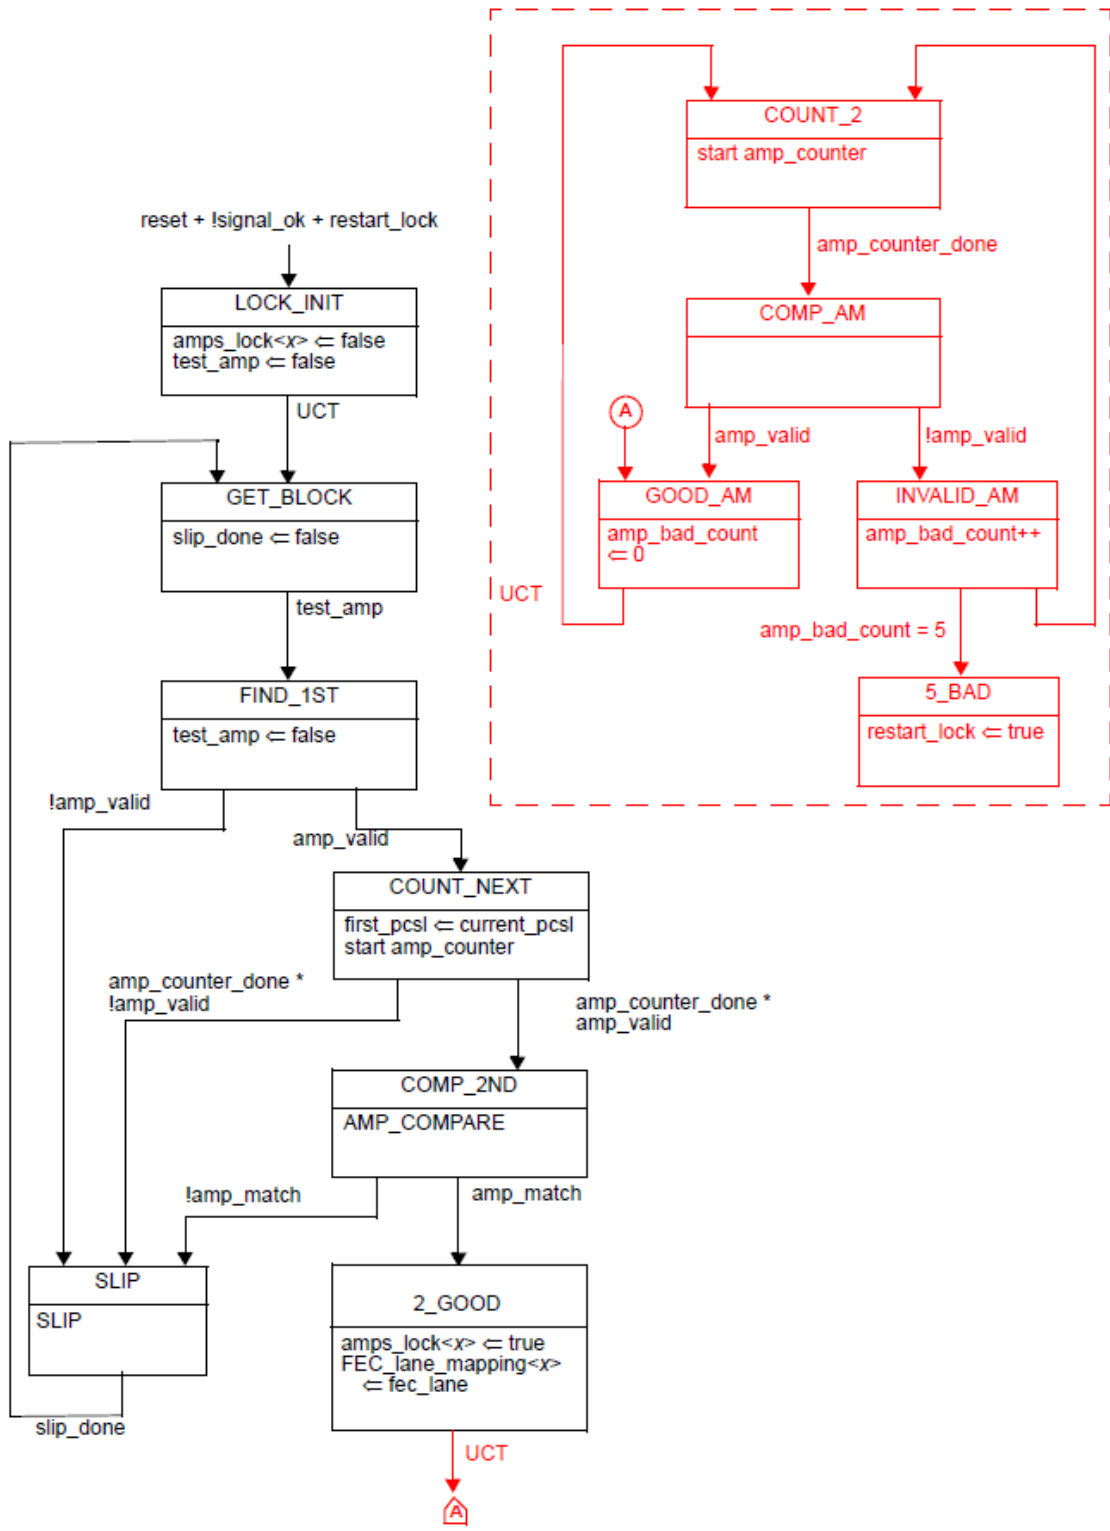 COUNT_2
start amp_counter
amp_counter_done
COMP_AM
A
amp_valid
!amp_valid
GOOD_AM
amp_bad_count
⇐ 0
INVALID_AM
amp_bad_count++
UCT
amp_bad_count = 5
5_BAD
restart_lock ⇐ true
reset + !signal_ok + restart_lock
LOCK_INIT
amps_lock<x> ⇐ false
test_amp ⇐ false
UCT
GET_BLOCK
slip_done ⇐ false
test_amp
FIND_1ST
test_amp ⇐ false
!amp_valid
amp_valid
COUNT_NEXT
first_pcsl ⇐ current_pcsl
start amp_counter
amp_counter_done *
!amp_valid
amp_counter_done *
amp_valid
COMP_2ND
AMP_COMPARE
!amp_match
amp_match
SLIP
SLIP
slip_done
2_GOOD
amps_lock<x> ⇐ true
FEC_lane_mapping<x>
⇐ fec_lane
UCT
A